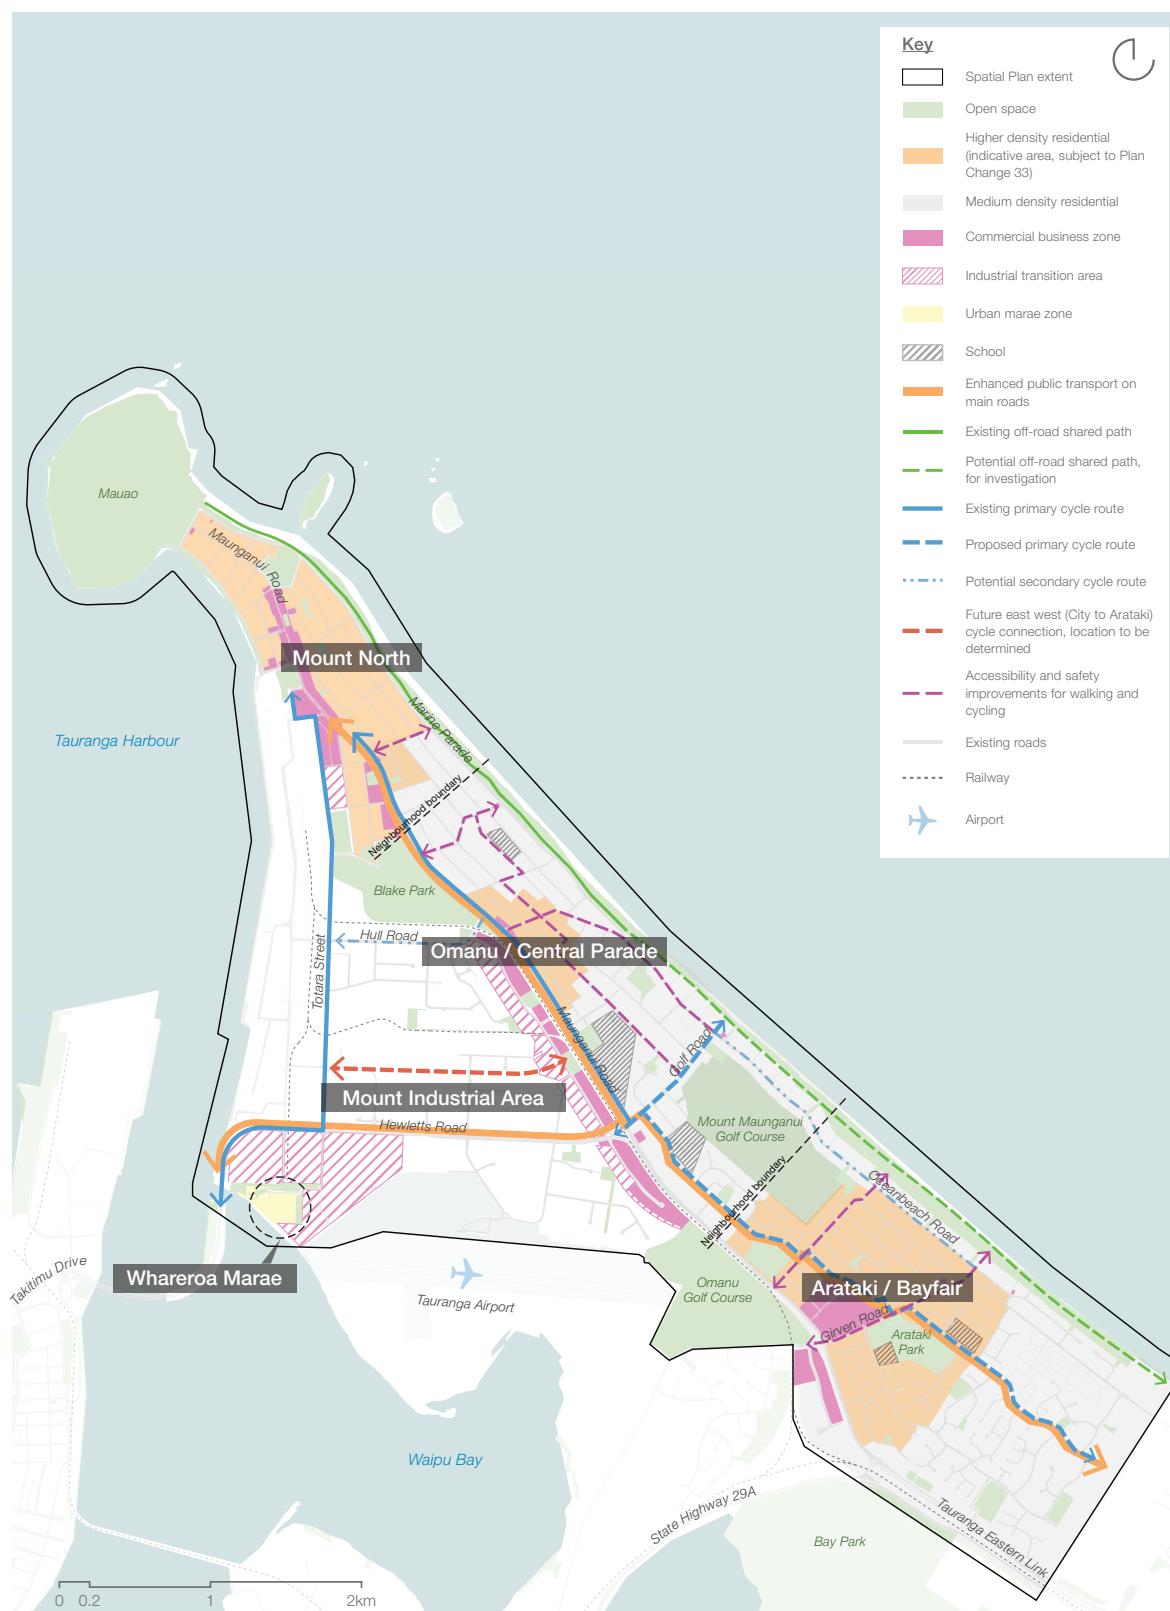 Key
Spatial Plan extent
Open space
Higher density residential
(indicative area, subject to Plan
Change 33)
Medium density residential
Commercial business zone
Industrial transition area
Urban marae zone
School
Enhanced public transport on
main roads
Existing off-road shared path
Potential off-road shared path,
for investigation
Existing primary cycle route
Proposed primary cycle route
Potential secondary cycle route
Future east west (City to Arataki)
cycle connection, location to be
determined
Accessibility and safety
improvements for walking and
cycling
Existing roads
Railway
Airport
Mauao
Maunganui Road
Mount North
Marine Parade
Tauranga Harbour
Neighbourhood boundary
Blake Park
Hull Road
Totara Street
Omanu / Central Parade
Maunganui Road
Golf Road
Mount Industrial Area
Hewletts Road
Mount Maunganui
Golf Course
Neighbourhood boundary
Oceanbeach Road
Whareroa Marae
Takitimu Drive
Tauranga Airport
Omanu
Golf Course
Arataki / Bayfair
Girven Road
Arataki
Park
Waipu Bay
State Highway 29A
Bay Park
Tauranga Eastern Link
0 0.2 1 2km